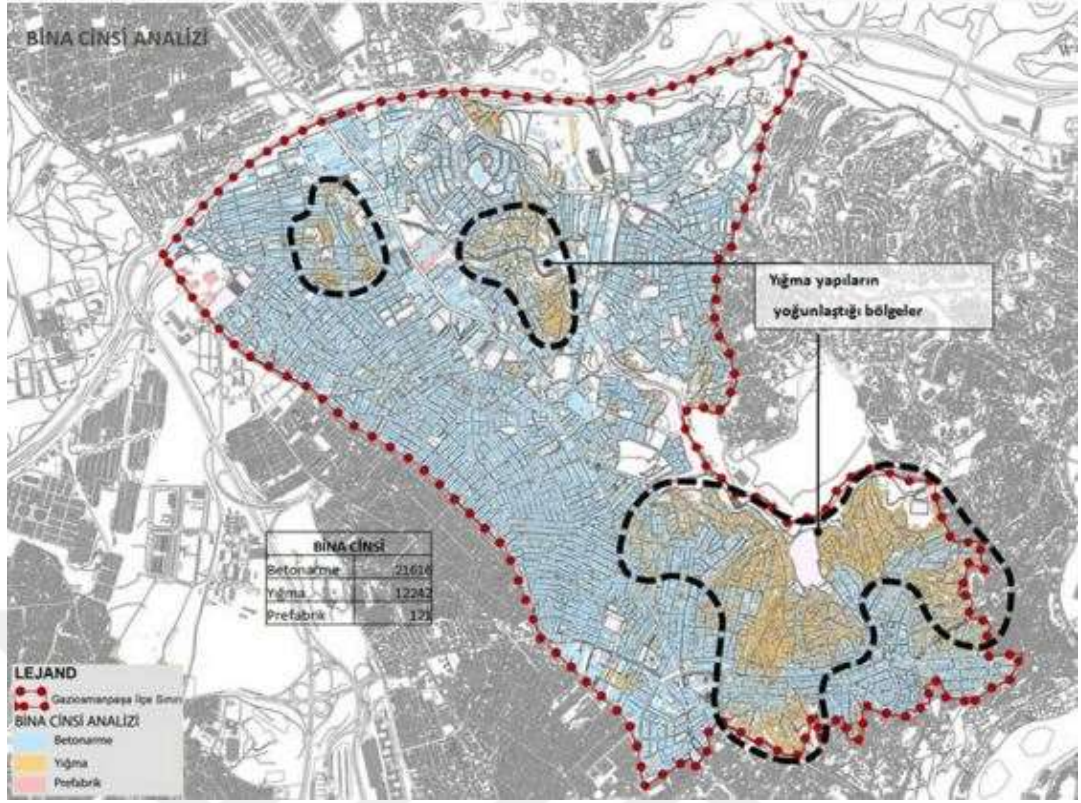 BİNA CİNSİ ANALİZİ
Yığma yapıların
yoğunlaştığı bölgeler
BİNA CİNSİ
Betonarme 21616
Yığma 12242
Prefabrik 121
LEJAND
Gaziosmanpaşa İlçe Sınırı
BİNA CİNSİ ANALİZİ
Betonarme
Yığma
Prefabrik